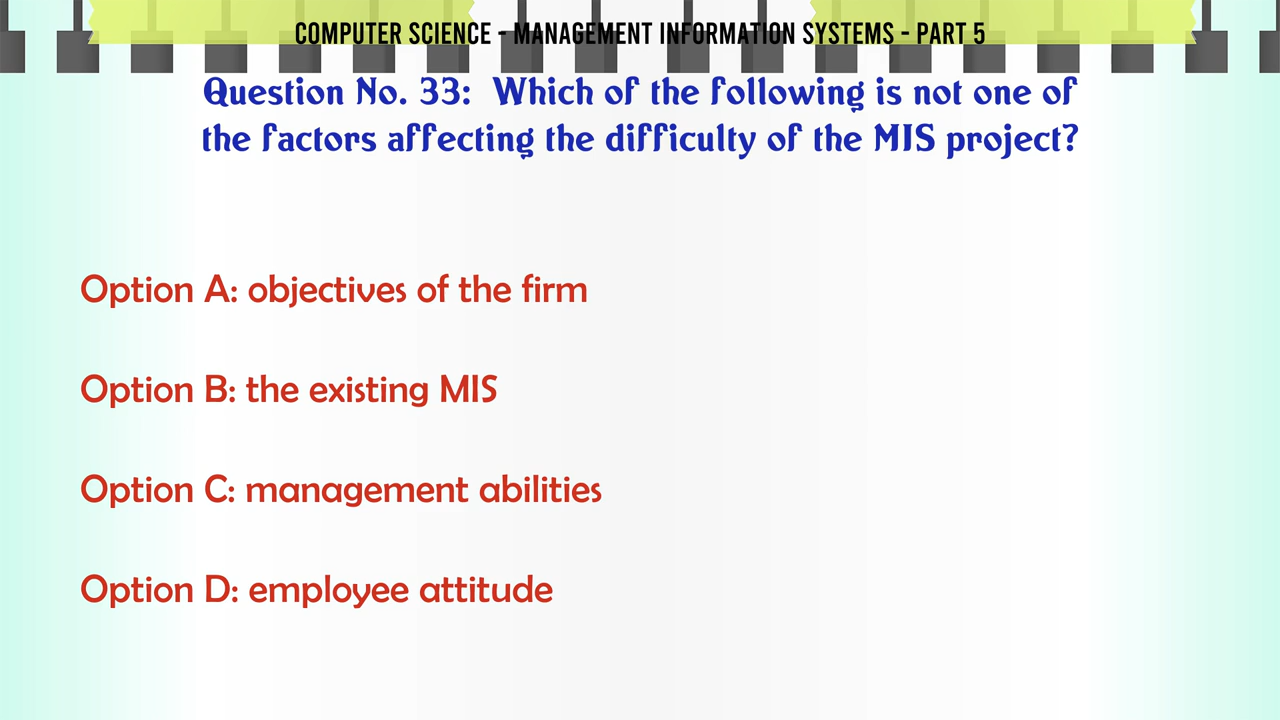 COMPUTER SCIENCE - MANAGEMENT INFORMATION SYSTEMS - PART 5
Question No. 33: Which of the following is not one of
the factors affecting the difficulty of the MIS project?
Option A: objectives of the firm
Option B: the existing MIS
Option C: management abilities
Option D: employee attitude